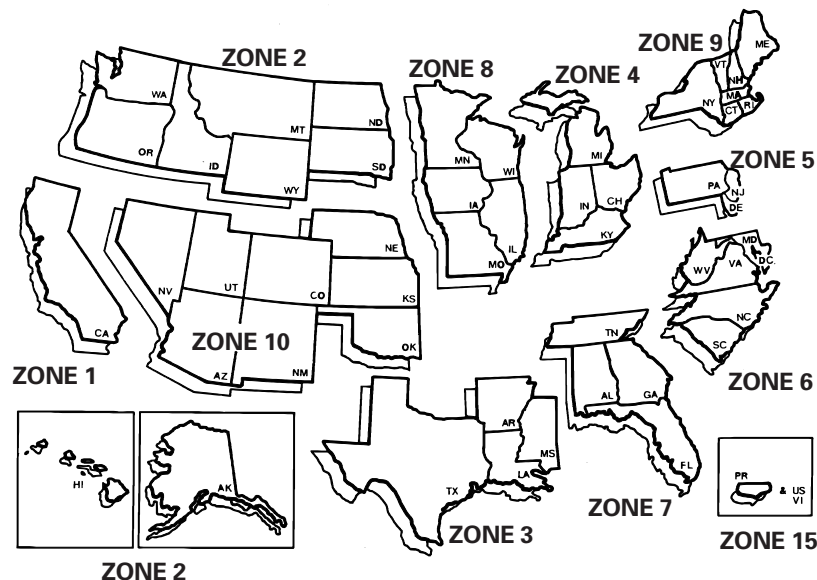 ZONE 2
ZONE 8
ZONE 4
ZONE 9
ME
VT
NH
MA
NY
CT
RI
WA
MT
ND
OR
ID
WY
SD
MN
WI
IA
IL
MO
MI
IN
OH
KY
ZONE 5
PA
NJ
DE
MD
DC.
WV
VA
NC
SC
ZONE 6
CA
ZONE 1
NV
UT
CO
NE
KS
OK
ZONE 10
AZ
NM
TN
AL
GA
FL
ZONE 7
AR
MS
LA
TX
ZONE 3
HI
AK
ZONE 2
PR
& US
VI
ZONE 15